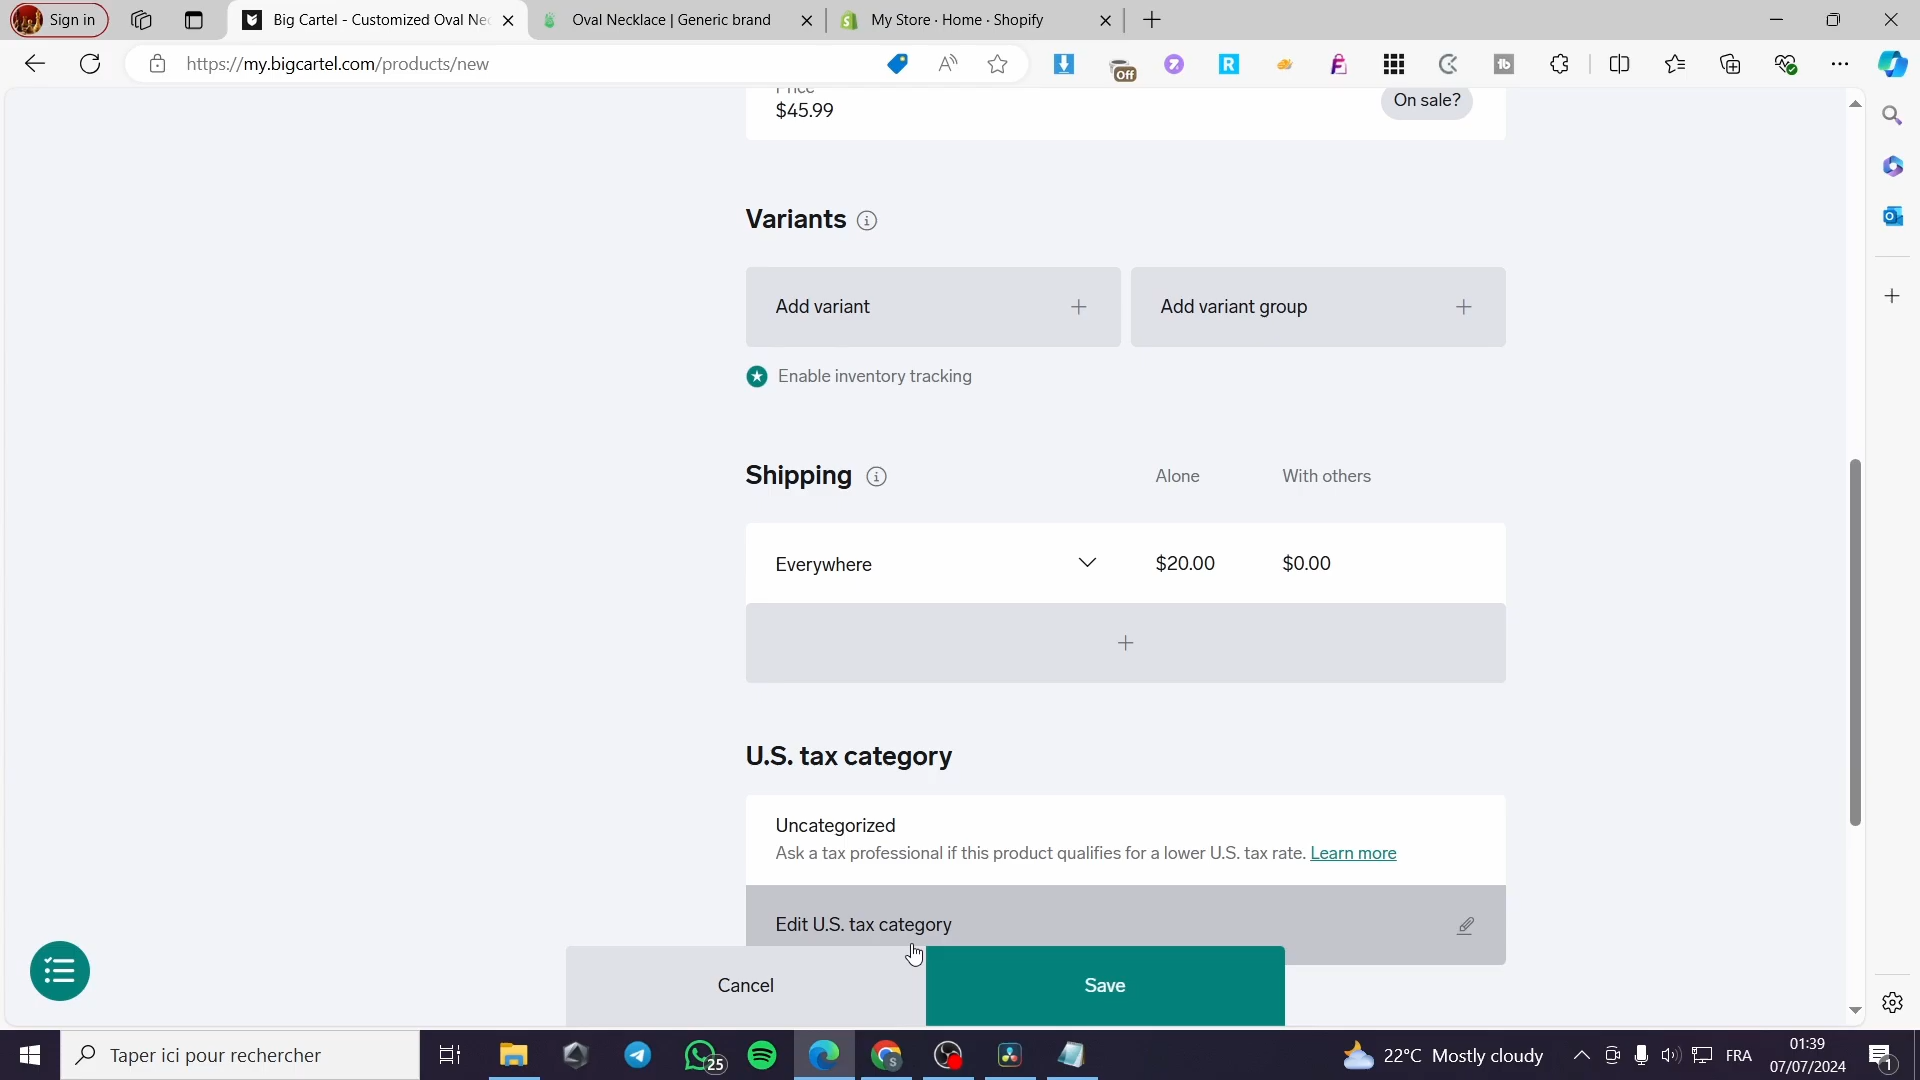 Sign in
Big Cartel - Customized Oval Ne
Oval Necklace | Generic brand
My Store · Home · Shopify
https://my.bigcartel.com/products/new
Off
Price
$45.99
On sale?
Variants
Add variant
Add variant group
Enable inventory tracking
Shipping
Alone
With others
Everywhere
$20.00
$0.00
U.S. tax category
Uncategorized
Ask a tax professional if this product qualifies for a lower U.S. tax rate. Learn more
Edit U.S. tax category
Cancel
Save
Taper ici pour rechercher
25
22°C Mostly cloudy
FRA
01:39
07/07/2024
1